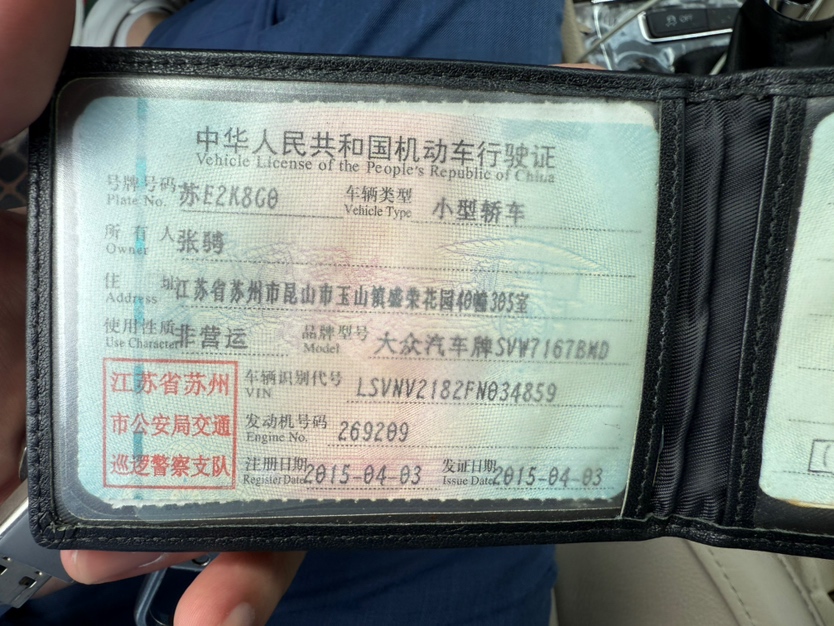 中华人民共和国机动车行驶证
Vehicle License of the People's Republic of China
号牌号码 苏E2K8G0 车辆类型 小型轿车
Plate No. Vehicle Type
所有人 张骑
Owner
住址 江苏省苏州市昆山市玉山镇盛荣花园40幢305室
Address
使用性质 非营运 品牌型号 大众汽车牌SVW7167BMD
Use Character Model
江苏省苏州
市公安局交通
巡逻警察支队
车辆识别代号 LSVNV2182FN034859
VIN
发动机号码 269209
Engine No.
注册日期 2015-04-03 发证日期 2015-04-03
Register Date Issue Date